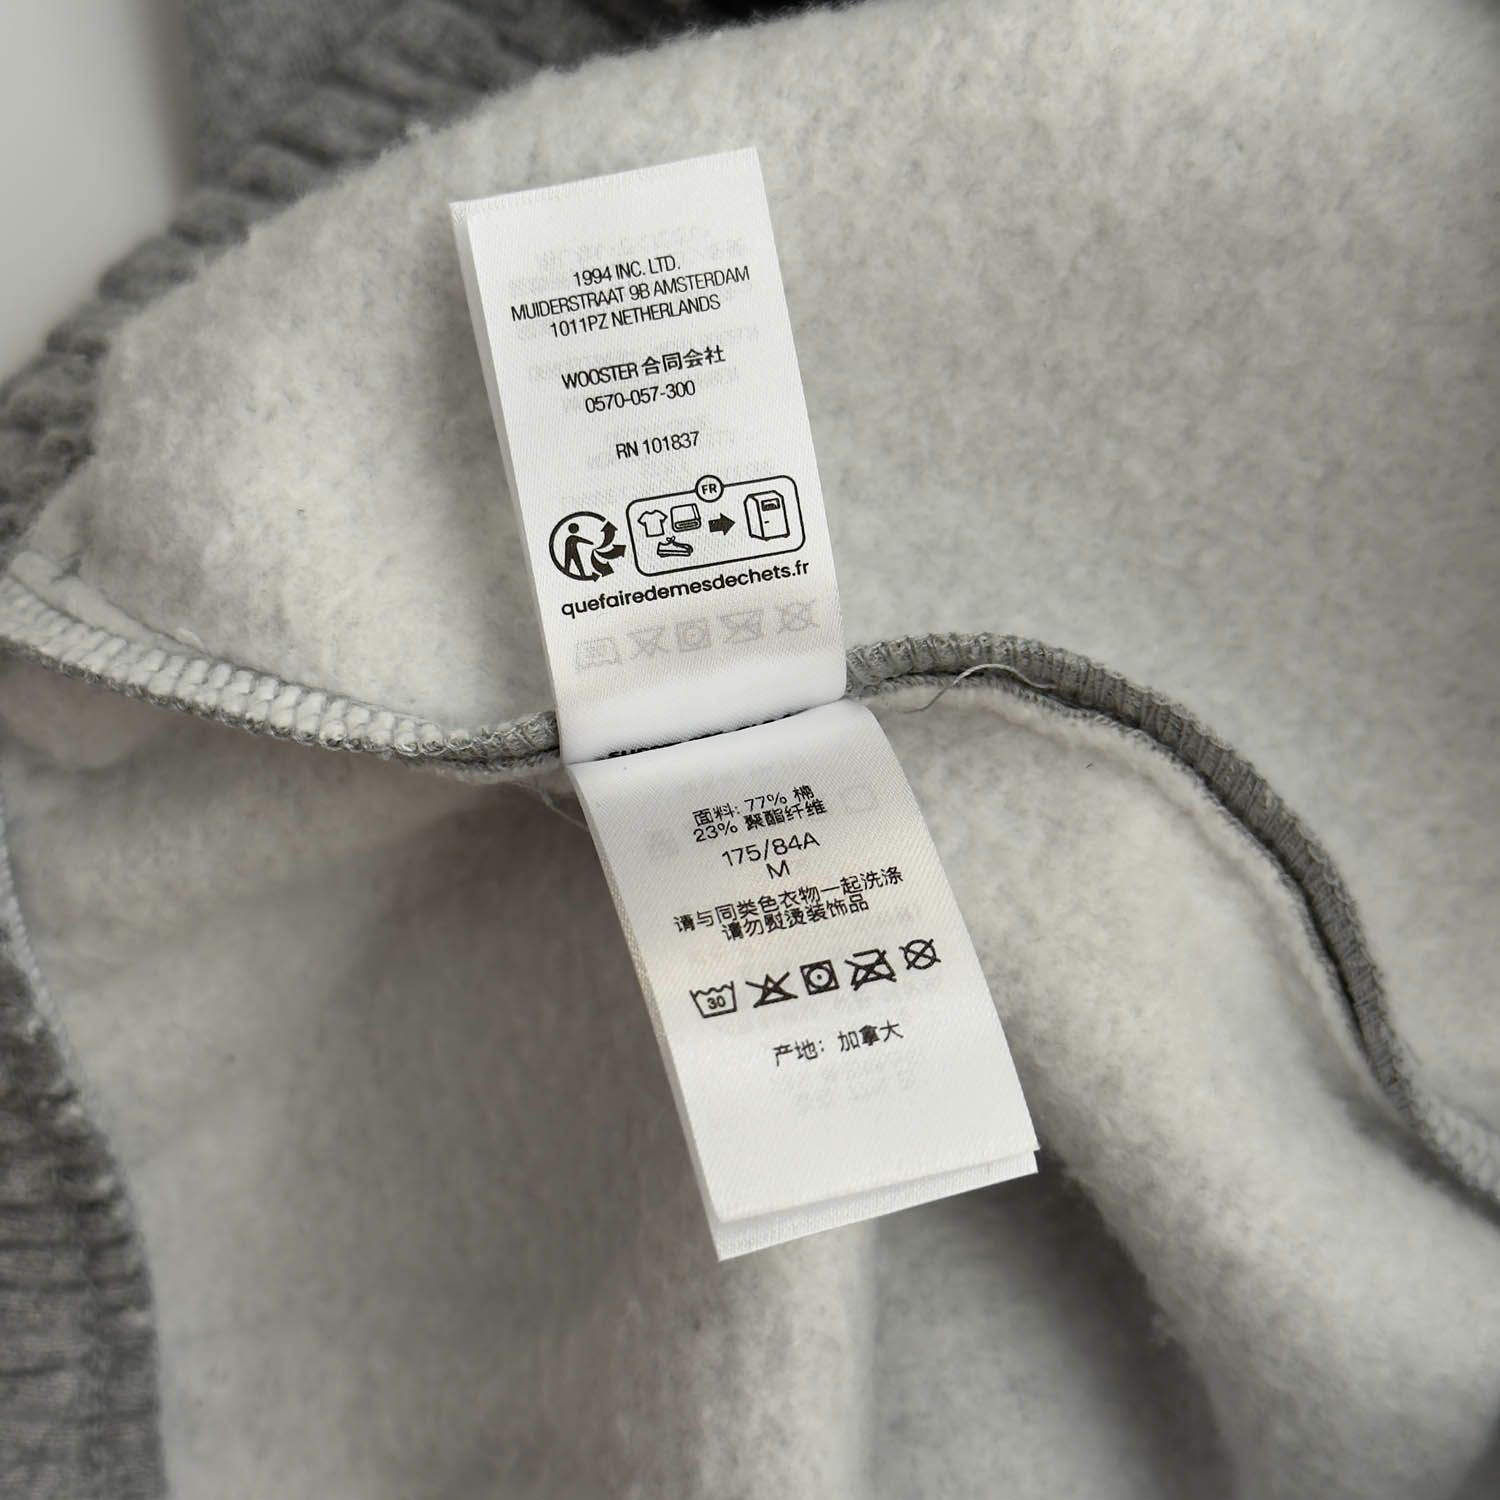 1994 INC. LTD.
MUIDERSTRAAT 9B AMSTERDAM
1011PZ NETHERLANDS
WOOSTER 合同会社
0570-057-300
RN 101837
FR
quefairedemesdechets.fr
面料: 77% 棉
23% 聚酯纤维
175/84A
M
请与同类色衣物一起洗涤
请勿熨烫装饰品
30
产地: 加拿大